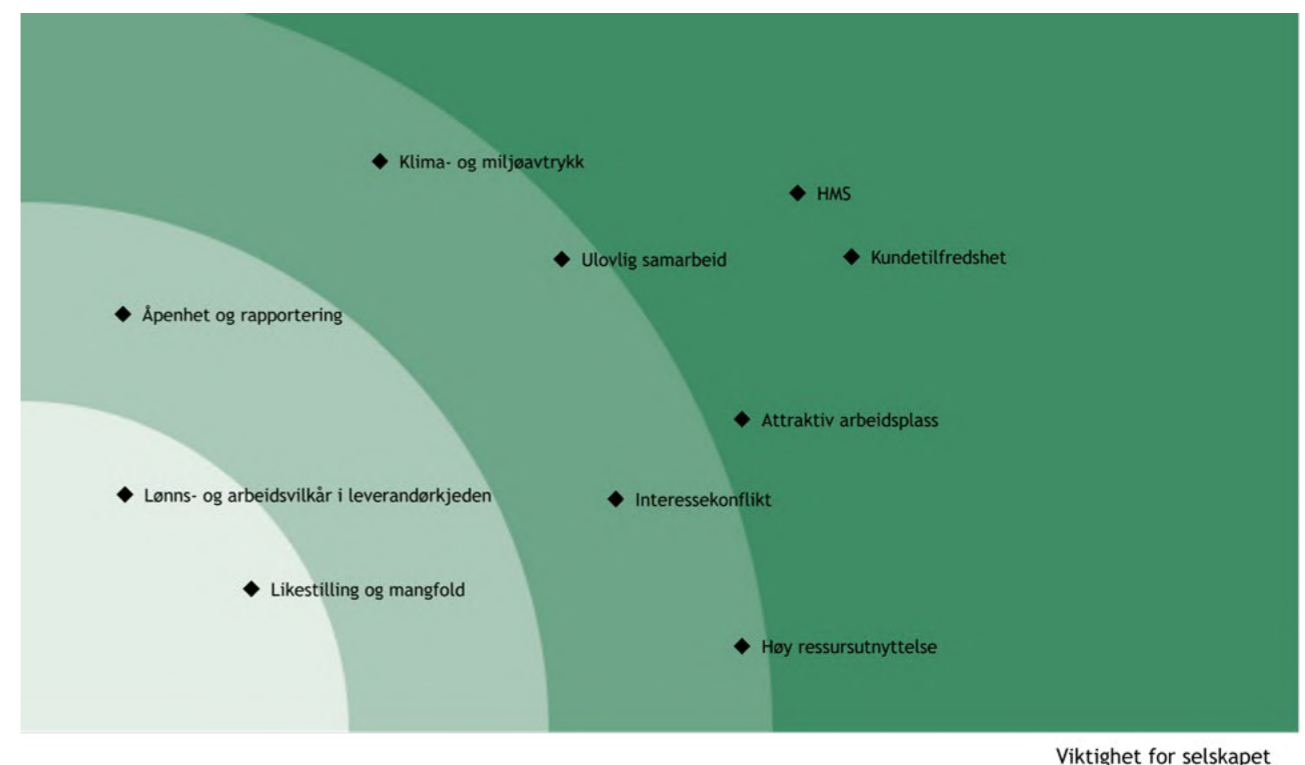 Klima- og miljøavtrykk
HMS
Ulovlig samarbeid
Kundetilfredshet
Åpenhet og rapportering
Attraktiv arbeidsplass
Lønns- og arbeidsvilkår i leverandørkjeden
Interessekonflikt
Likestilling og mangfold
Høy ressursutnyttelse
Viktighet for selskapet